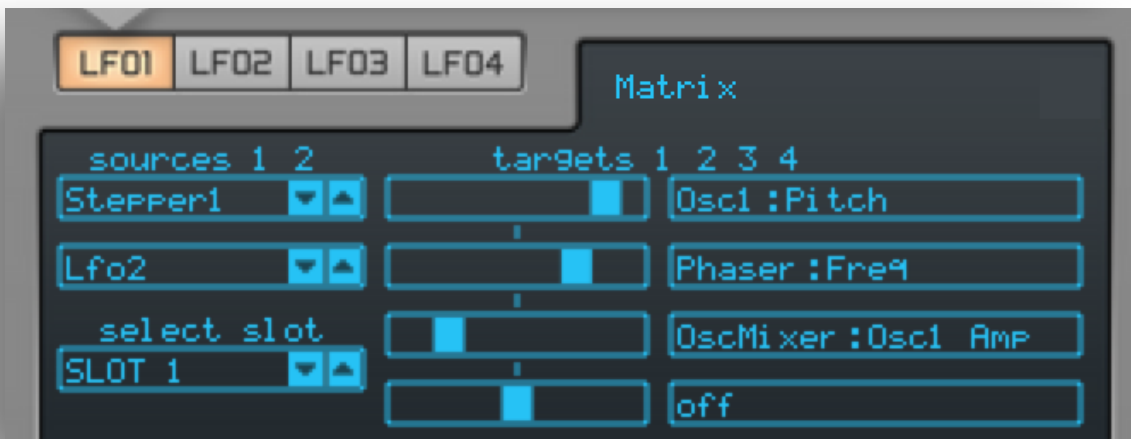 LFO1 LFO2 LFO3 LFO4
Matrix
sources 1 2 targets 1 2 3 4
Stepper1 Osc1:Pitch
Lfo2 Phaser:Freq
select slot OscMixer:Osc1 Amp
SLOT 1 off